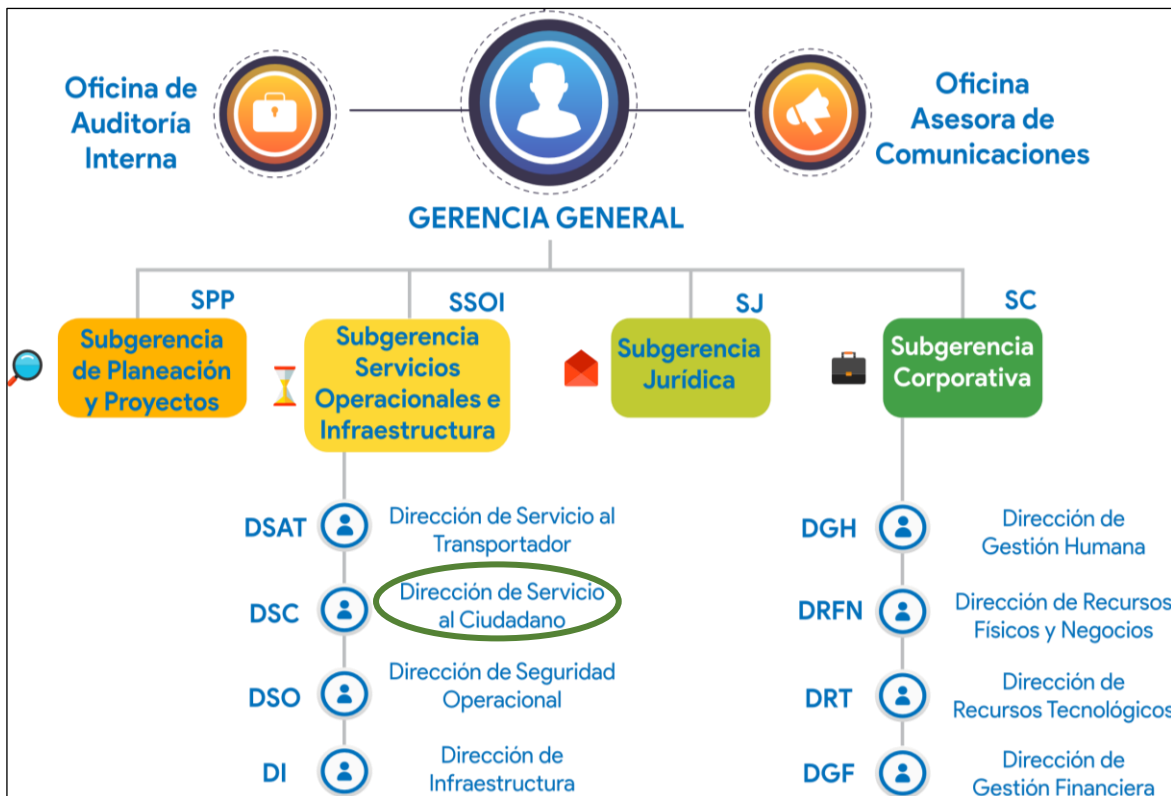 Oficina de
Auditoría
Interna
Oficina
Asesora de
Comunicaciones
GERENCIA GENERAL
SPP
Subgerencia
de Planeación
y Proyectos
SSOI
Subgerencia
Servicios
Operacionales e
Infraestructura
SJ
Subgerencia
Jurídica
SC
Subgerencia
Corporativa
DSAT
Dirección de Servicio al
Transportador
DSC
Dirección de Servicio
al Ciudadano
DSO
Dirección de Seguridad
Operacional
DI
Dirección de
Infraestructura
DGH
Dirección de
Gestión Humana
DRFN
Dirección de Recursos
Físicos y Negocios
DRT
Dirección de
Recursos Tecnológicos
DGF
Dirección de
Gestión Financiera